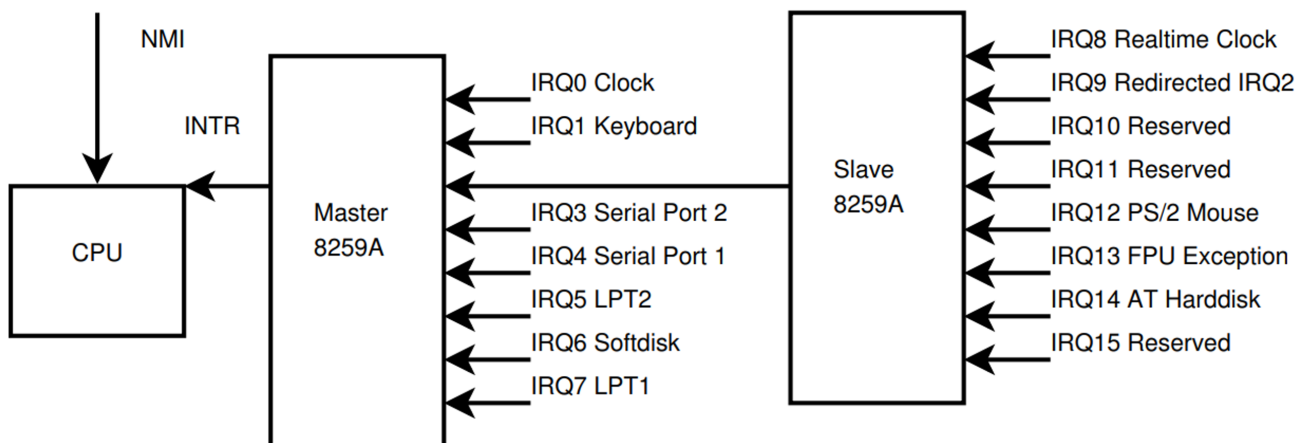 NMI
INTR
CPU
Master
8259A
IRQ0 Clock
IRQ1 Keyboard
IRQ3 Serial Port 2
IRQ4 Serial Port 1
IRQ5 LPT2
IRQ6 Softdisk
IRQ7 LPT1
Slave
8259A
IRQ8 Realtime Clock
IRQ9 Redirected IRQ2
IRQ10 Reserved
IRQ11 Reserved
IRQ12 PS/2 Mouse
IRQ13 FPU Exception
IRQ14 AT Harddisk
IRQ15 Reserved